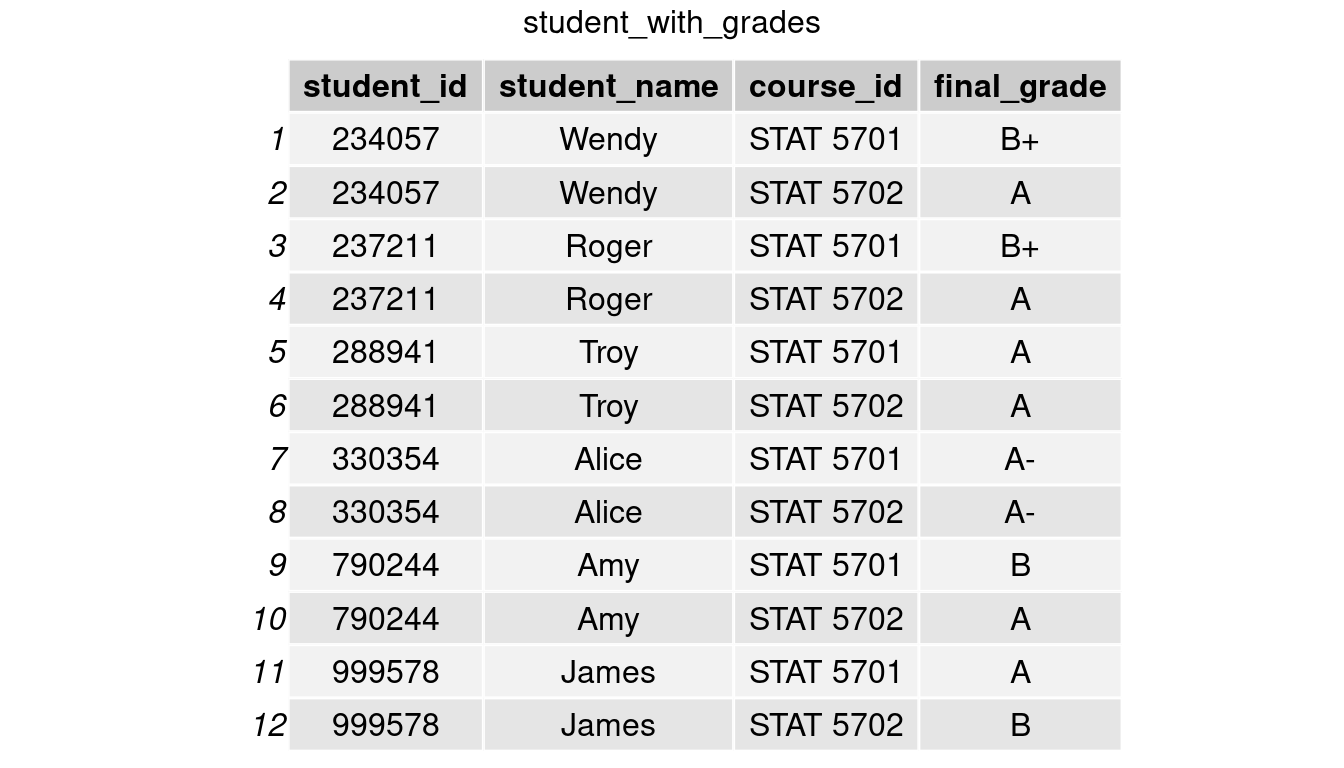 student_with_grades
student_id student_name course_id final_grade
1 234057 Wendy STAT 5701 B+
2 234057 Wendy STAT 5702 A
3 237211 Roger STAT 5701 B+
4 237211 Roger STAT 5702 A
5 288941 Troy STAT 5701 A
6 288941 Troy STAT 5702 A
7 330354 Alice STAT 5701 A-
8 330354 Alice STAT 5702 A-
9 790244 Amy STAT 5701 B
10 790244 Amy STAT 5702 A
11 999578 James STAT 5701 A
12 999578 James STAT 5702 B